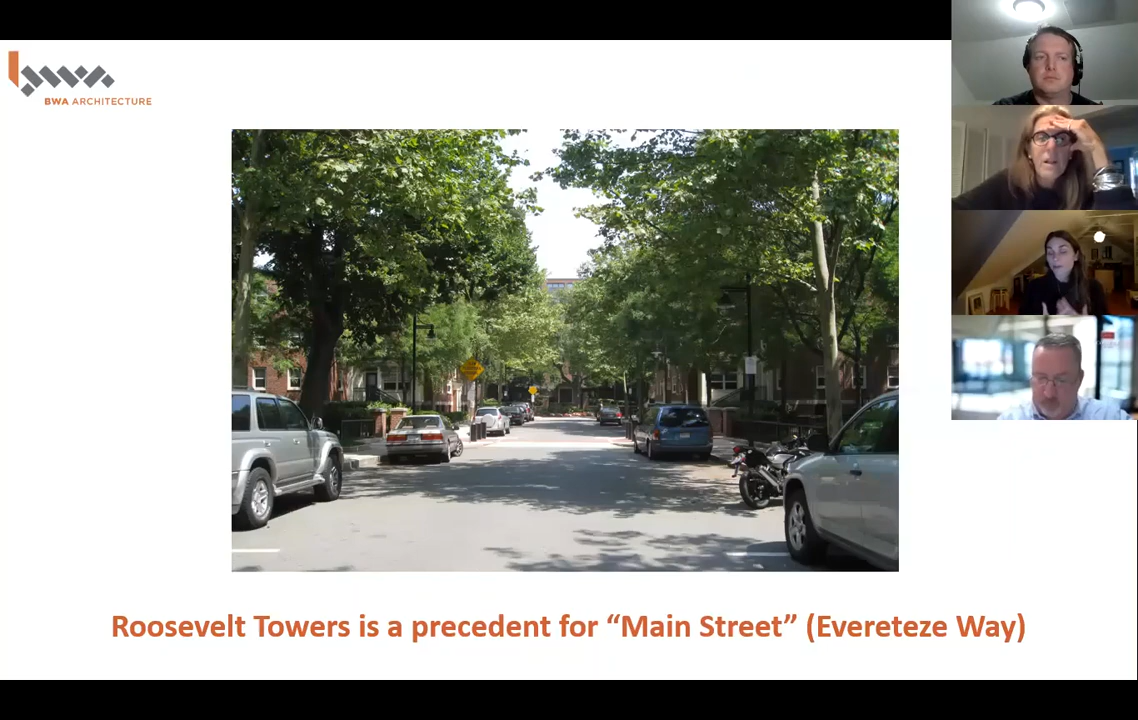 BWA ARCHITECTURE
Roosevelt Towers is a precedent for “Main Street” (Evereteze Way)